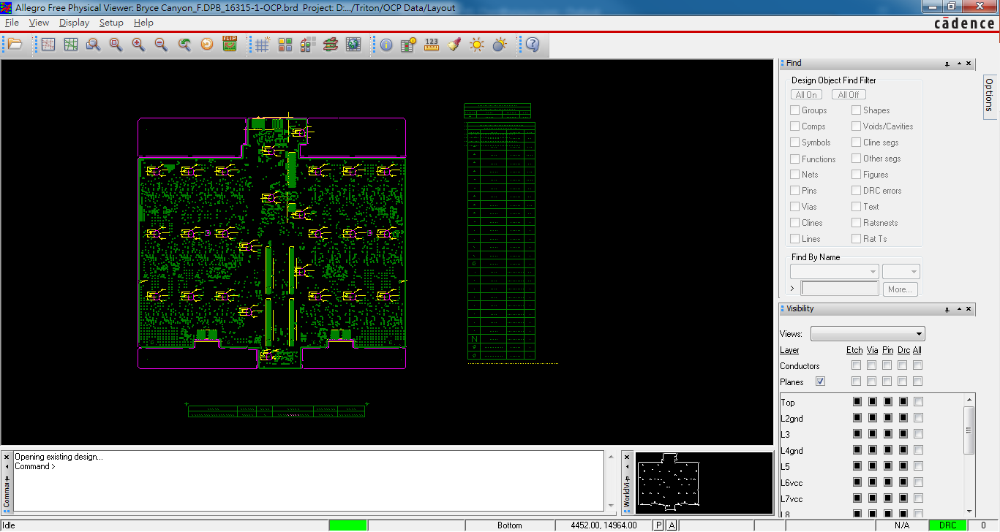 Allegro Free Physical Viewer: Bryce Canyon_F.DPB_16315-1-OCP.brd Project: D:.../Triton/OCP Data/Layout
File View Display Setup Help
cādence
FLIP
123
Find
Design Object Find Filter
All On All Off
Groups Shapes
Comps Voids/Cavities
Symbols Cline segs
Functions Other segs
Nets Figures
Pins DRC errors
Vias Text
Clines Ratsnests
Lines Rat Ts
Find By Name
>
More...
Options
Visibility
Views:
Layer Etch Via Pin Drc All
Conductors
Planes
Top
L2gnd
L3
L4gnd
L5
L6vcc
L7vcc
L8
N
Opening existing design...
Command >
Comman
WorldVi
Idle Bottom 4452.00, 14964.00 P A N/A DRC 0